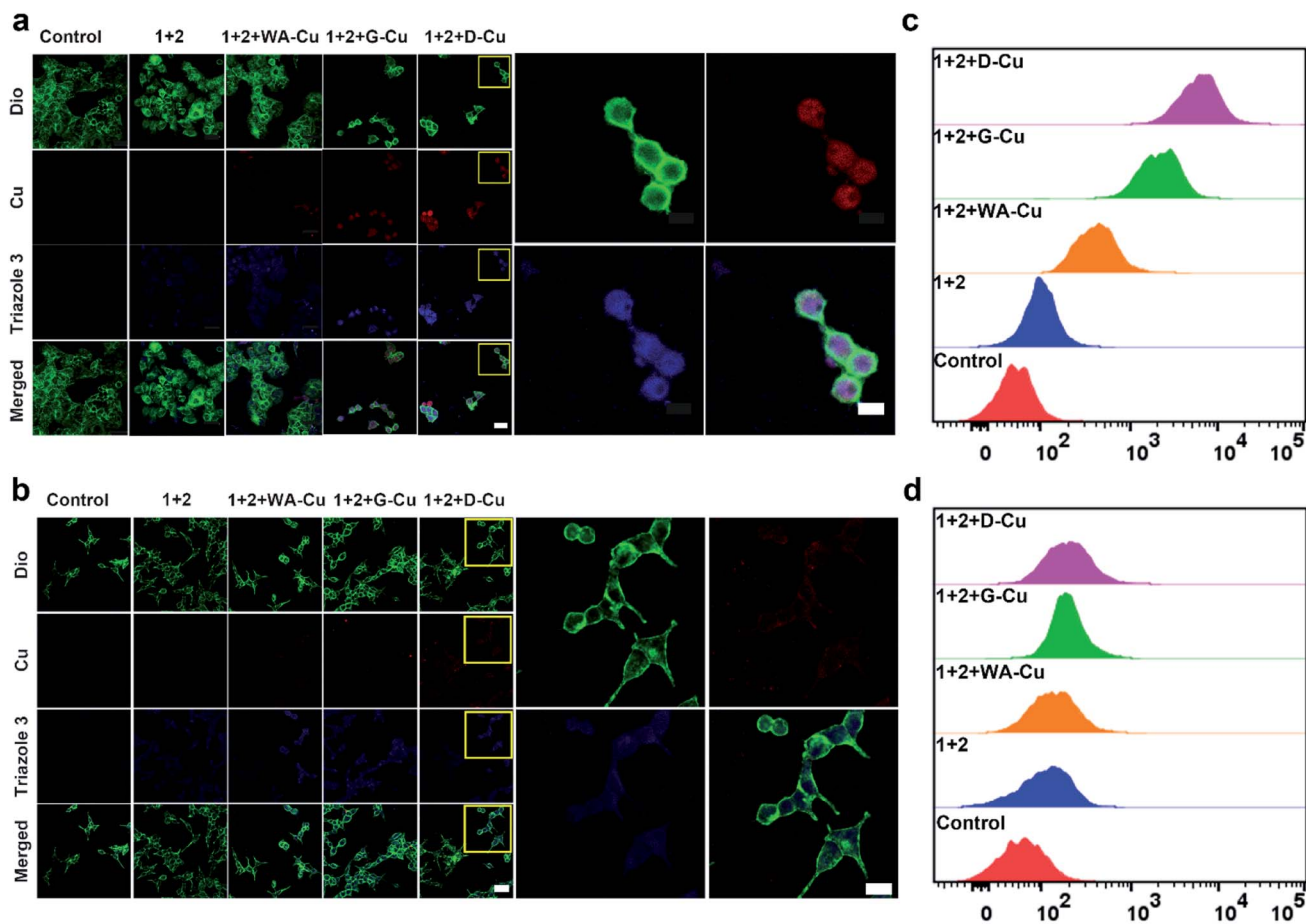 a
Control 1+2 1+2+WA-Cu 1+2+G-Cu 1+2+D-Cu
Dio
Cu
Triazole 3
Merged
c
1+2+D-Cu
1+2+G-Cu
1+2+WA-Cu
1+2
Control
0 10² 10³ 10⁴ 10⁵
b
Control 1+2 1+2+WA-Cu 1+2+G-Cu 1+2+D-Cu
Dio
Cu
Triazole 3
Merged
d
1+2+D-Cu
1+2+G-Cu
1+2+WA-Cu
1+2
Control
0 10² 10³ 10⁴ 10⁵